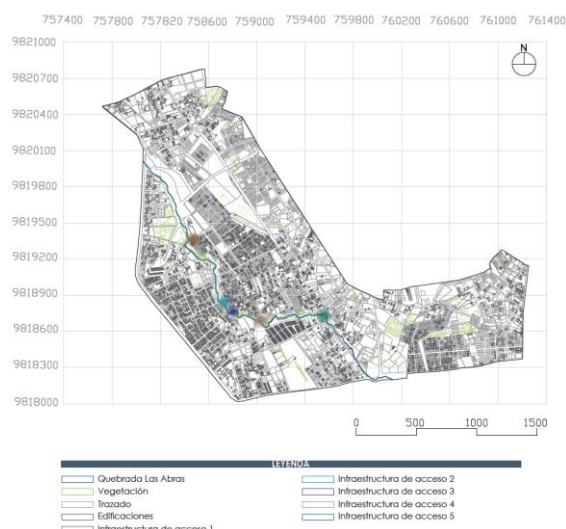 757400 757800 758200 758600 759000 759400 759800 760200 760600 761000 761400
9821000
N
9820700
9820400
9820100
9819800
9819500
9819200
9818900
9818600
9818300
9818000
0 500 1000 1500
LEYENDA
Quebrada Las Abras
Vegetación
Trazado
Edificaciones
Infraestructura de acceso 1
Infraestructura de acceso 2
Infraestructura de acceso 3
Infraestructura de acceso 4
Infraestructura de acceso 5